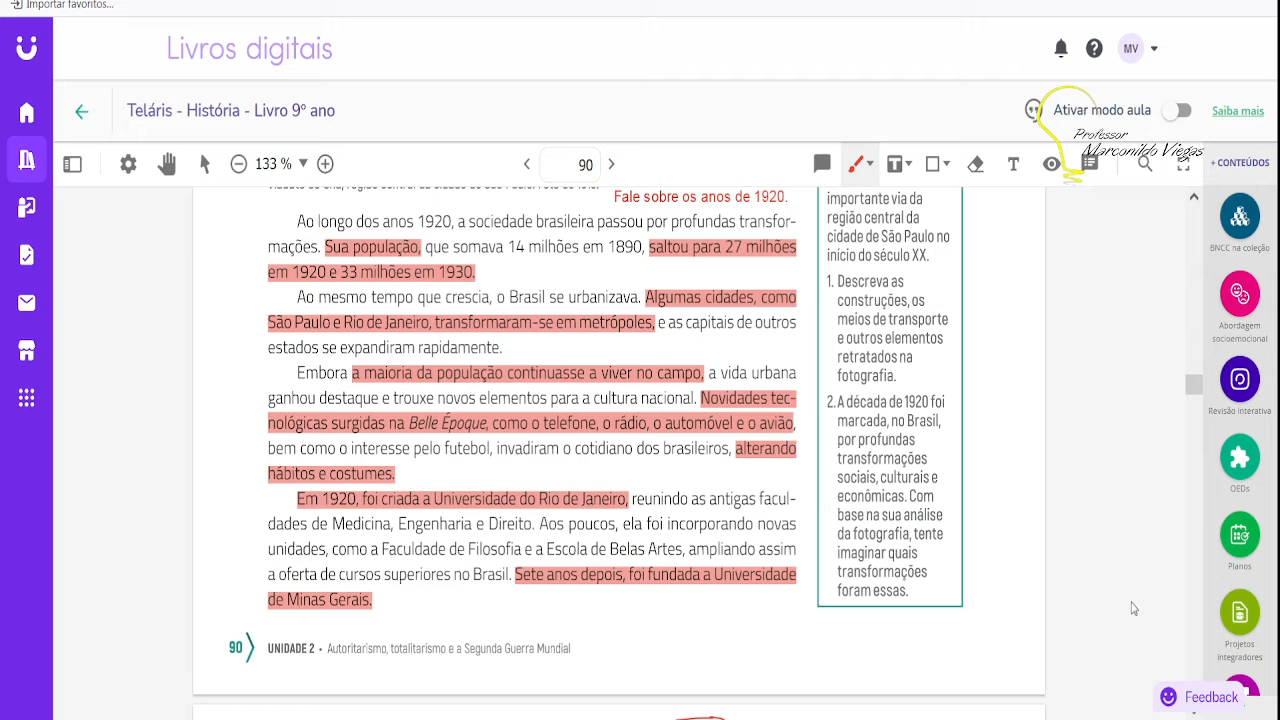 Importar favoritos...
Livros digitais
MV
Teláris - História - Livro 9º ano
Ativar modo aula
Saiba mais
Professor
Marconildo Viegas
133 %
90
+ CONTEÚDOS
Fale sobre os anos de 1920.
Ao longo dos anos 1920, a sociedade brasileira passou por profundas transfor-
mações. Sua população, que somava 14 milhões em 1890, saltou para 27 milhões
em 1920 e 33 milhões em 1930.
Ao mesmo tempo que crescia, o Brasil se urbanizava. Algumas cidades, como
São Paulo e Rio de Janeiro, transformaram-se em metrópoles, e as capitais de outros
estados se expandiram rapidamente.
Embora a maioria da população continuasse a viver no campo, a vida urbana
ganhou destaque e trouxe novos elementos para a cultura nacional. Novidades tec-
nológicas surgidas na Belle Époque, como o telefone, o rádio, o automóvel e o avião,
bem como o interesse pelo futebol, invadiram o cotidiano dos brasileiros, alterando
hábitos e costumes.
Em 1920, foi criada a Universidade do Rio de Janeiro, reunindo as antigas facul-
dades de Medicina, Engenharia e Direito. Aos poucos, ela foi incorporando novas
unidades, como a Faculdade de Filosofia e a Escola de Belas Artes, ampliando assim
a oferta de cursos superiores no Brasil. Sete anos depois, foi fundada a Universidade
de Minas Gerais.
90
UNIDADE 2 • Autoritarismo, totalitarismo e a Segunda Guerra Mundial
importante via da
região central da
cidade de São Paulo no
início do século XX.
1. Descreva as
construções, os
meios de transporte
e outros elementos
retratados na
fotografia.
2. A década de 1920 foi
marcada, no Brasil,
por profundas
transformações
sociais, culturais e
econômicas. Com
base na sua análise
da fotografia, tente
imaginar quais
transformações
foram essas.
BNCC na coleção
Abordagem
socioemocional
Revisão interativa
OEDs
Planos
Projetos
integradores
Feedback